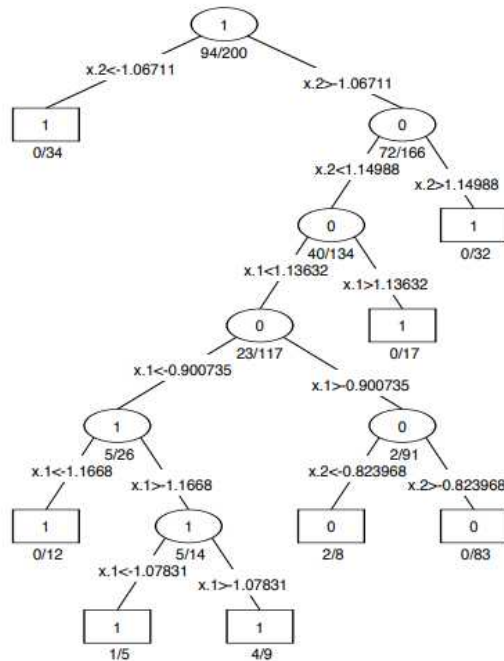 1
94/200
x.2<-1.06711
x.2>-1.06711
1
0/34
0
72/166
x.2<1.14988
x.2>1.14988
0
40/134
1
0/32
x.1<1.13632
x.1>1.13632
0
23/117
1
0/17
x.1<-0.900735
x.1>-0.900735
1
5/26
0
2/91
x.1<-1.1668
x.1>-1.1668
x.2<-0.823968
x.2>-0.823968
1
0/12
1
5/14
0
2/8
0
0/83
x.1<-1.07831
x.1>-1.07831
1
1/5
1
4/9